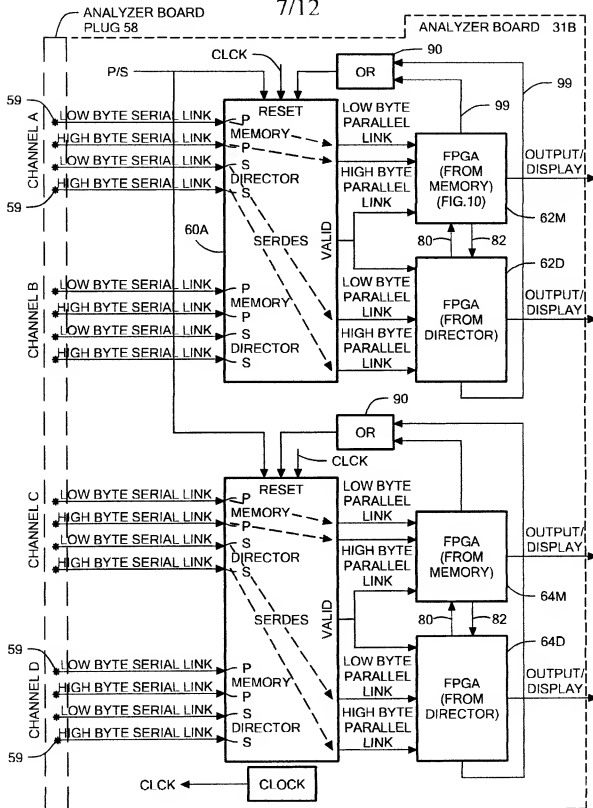 7/12
ANALYZER BOARD
PLUG 58
ANALYZER BOARD 31B
CLCK
90
P/S
OR
99
59
99
RESET
CHANNEL A
LOW BYTE SERIAL LINK
HIGH BYTE SERIAL LINK
LOW BYTE SERIAL LINK
HIGH BYTE SERIAL LINK
P
MEMORY
P
S
DIRECTOR
S
LOW BYTE
PARALLEL
LINK
HIGH BYTE
PARALLEL
LINK
FPGA
(FROM
MEMORY)
(FIG.10)
OUTPUT/
DISPLAY
59
60A
SERDES
VALID
62M
80
82
62D
CHANNEL B
LOW BYTE SERIAL LINK
HIGH BYTE SERIAL LINK
LOW BYTE SERIAL LINK
HIGH BYTE SERIAL LINK
P
MEMORY
P
S
DIRECTOR
S
LOW BYTE
PARALLEL
LINK
HIGH BYTE
PARALLEL
LINK
FPGA
(FROM
DIRECTOR)
OUTPUT/
DISPLAY
90
OR
CLCK
RESET
CHANNEL C
LOW BYTE SERIAL LINK
HIGH BYTE SERIAL LINK
LOW BYTE SERIAL LINK
HIGH BYTE SERIAL LINK
P
MEMORY
P
S
DIRECTOR
S
LOW BYTE
PARALLEL
LINK
HIGH BYTE
PARALLEL
LINK
FPGA
(FROM
MEMORY)
OUTPUT/
DISPLAY
SERDES
VALID
64M
80
82
64D
59
CHANNEL D
LOW BYTE SERIAL LINK
HIGH BYTE SERIAL LINK
LOW BYTE SERIAL LINK
HIGH BYTE SERIAL LINK
P
MEMORY
P
S
DIRECTOR
S
LOW BYTE
PARALLEL
LINK
HIGH BYTE
PARALLEL
LINK
FPGA
(FROM
DIRECTOR)
OUTPUT/
DISPLAY
59
CLCK
CLOCK